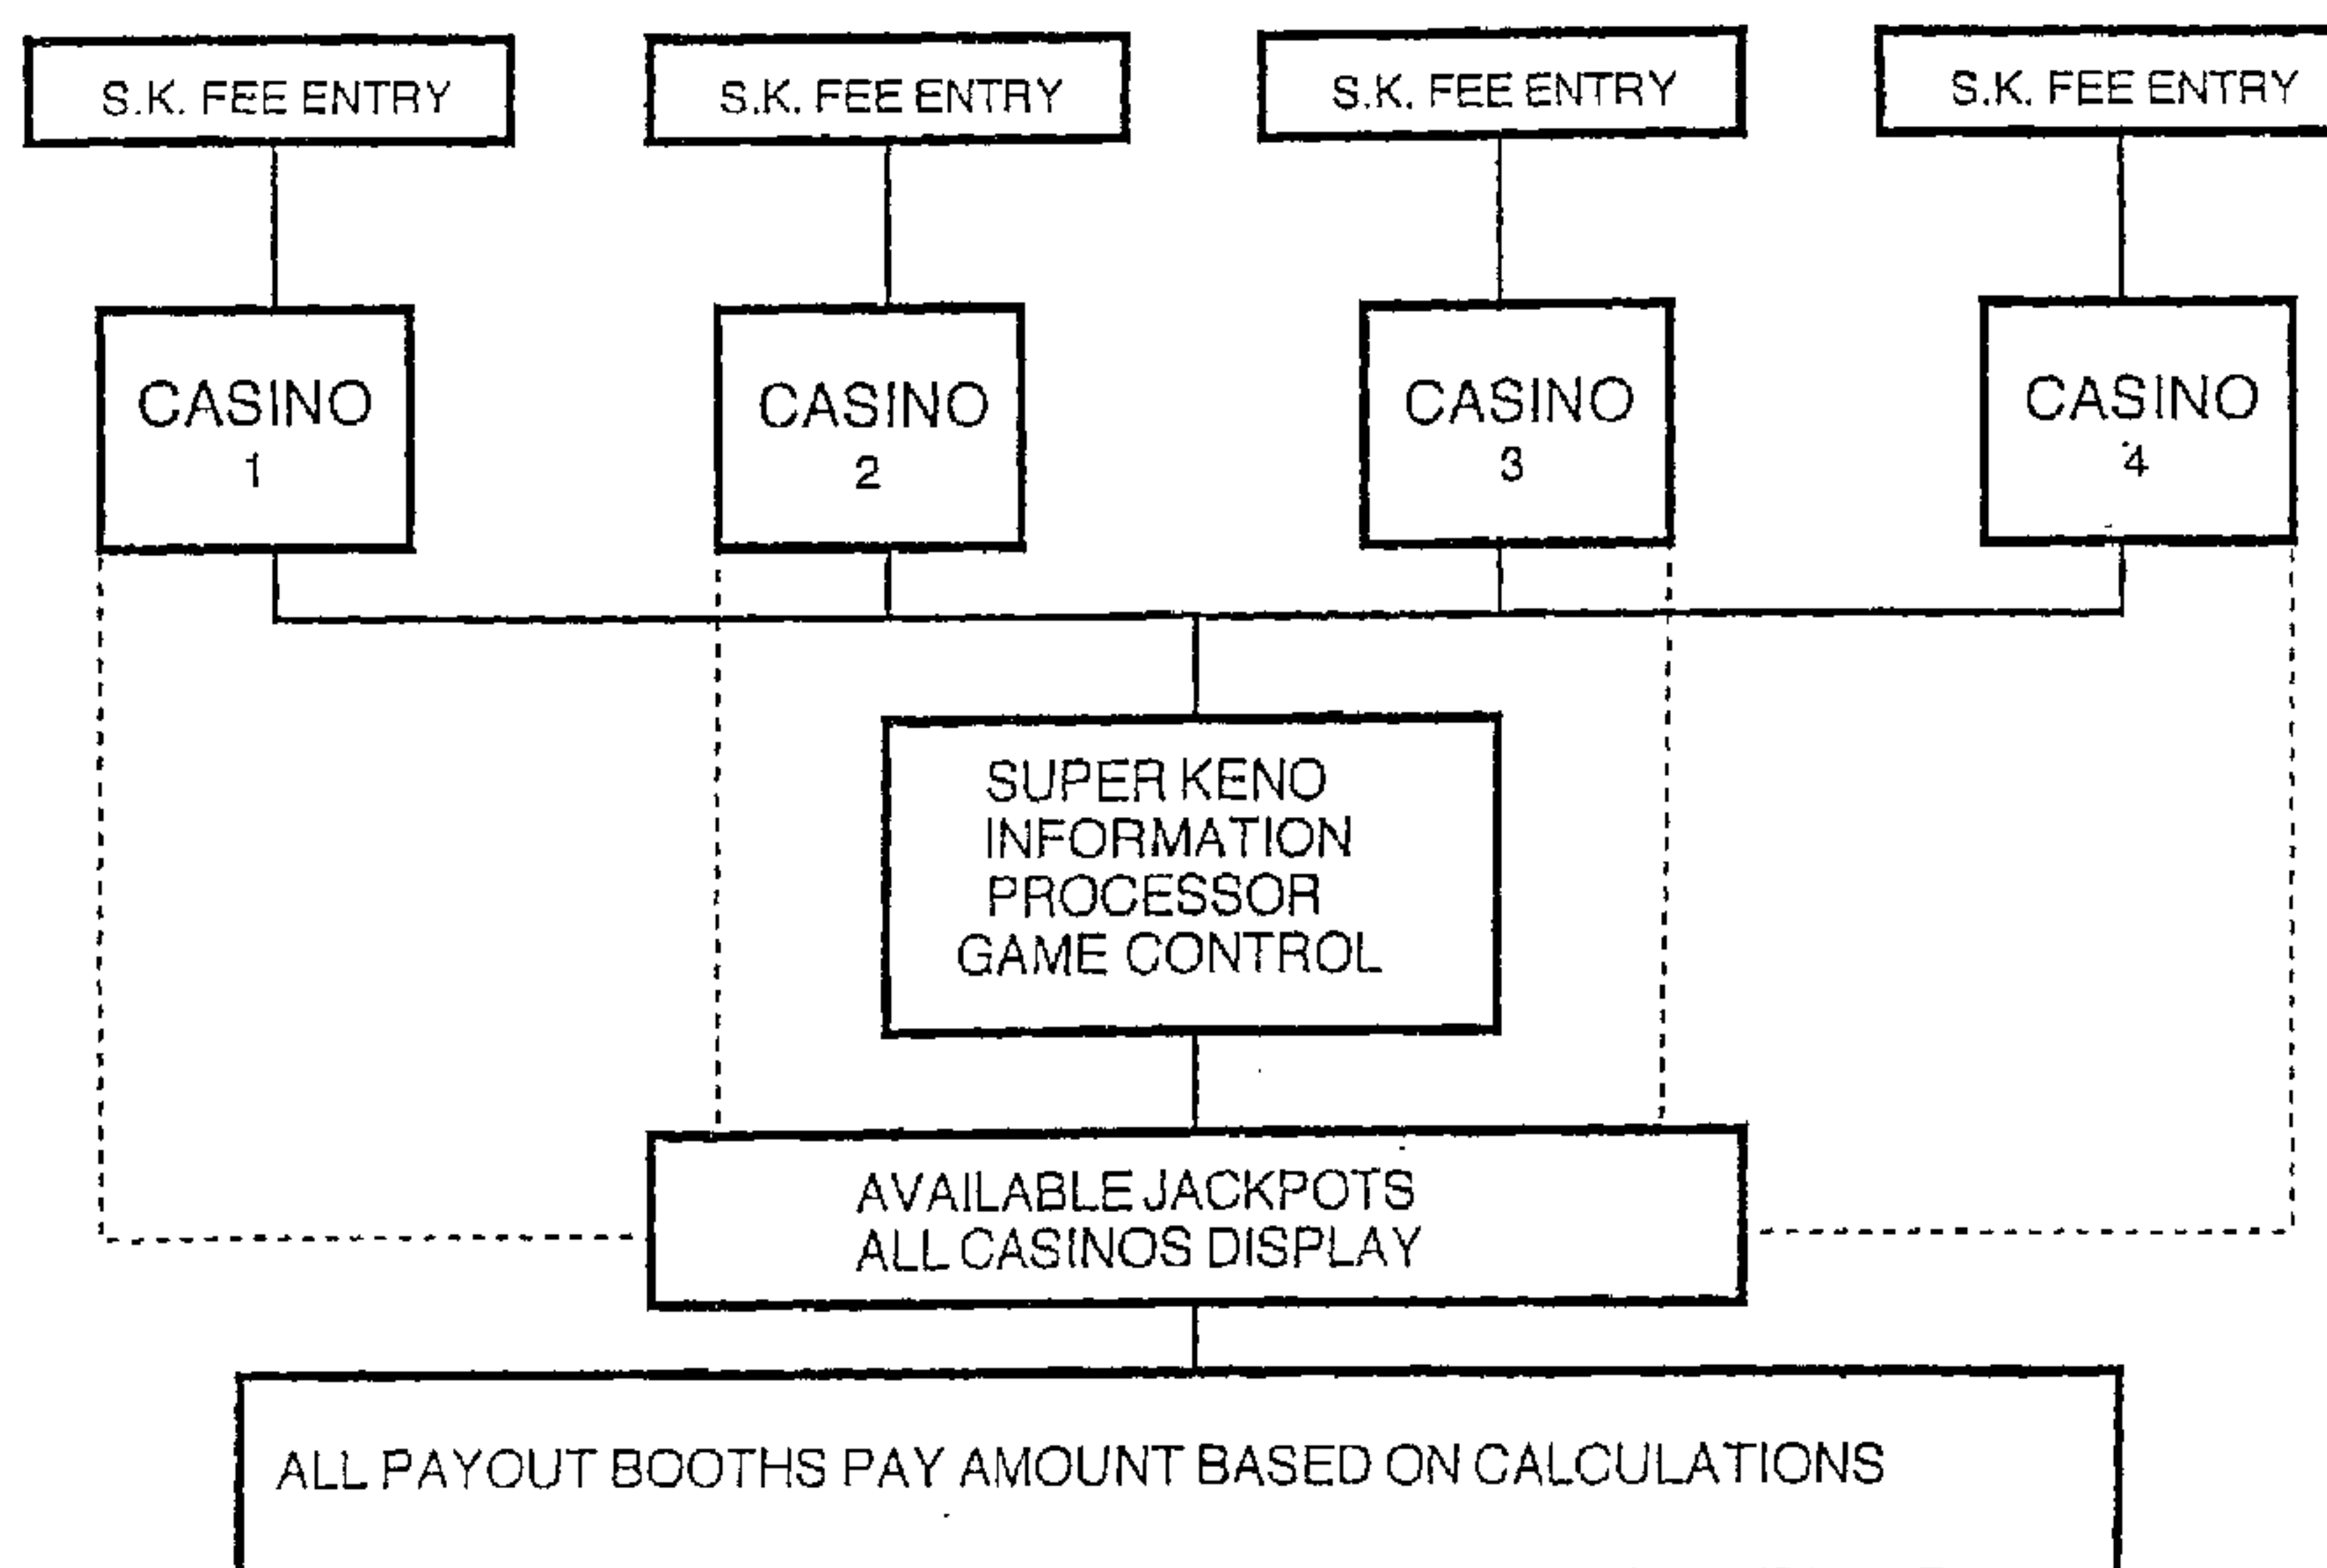 S.K. FEE ENTRY
S.K. FEE ENTRY
S.K. FEE ENTRY
S.K. FEE ENTRY
CASINO
1
CASINO
2
CASINO
3
CASINO
4
SUPER KENO
INFORMATION
PROCESSOR
GAME CONTROL
AVAILABLE JACKPOTS
ALL CASINOS DISPLAY
ALL PAYOUT BOOTHS PAY AMOUNT BASED ON CALCULATIONS